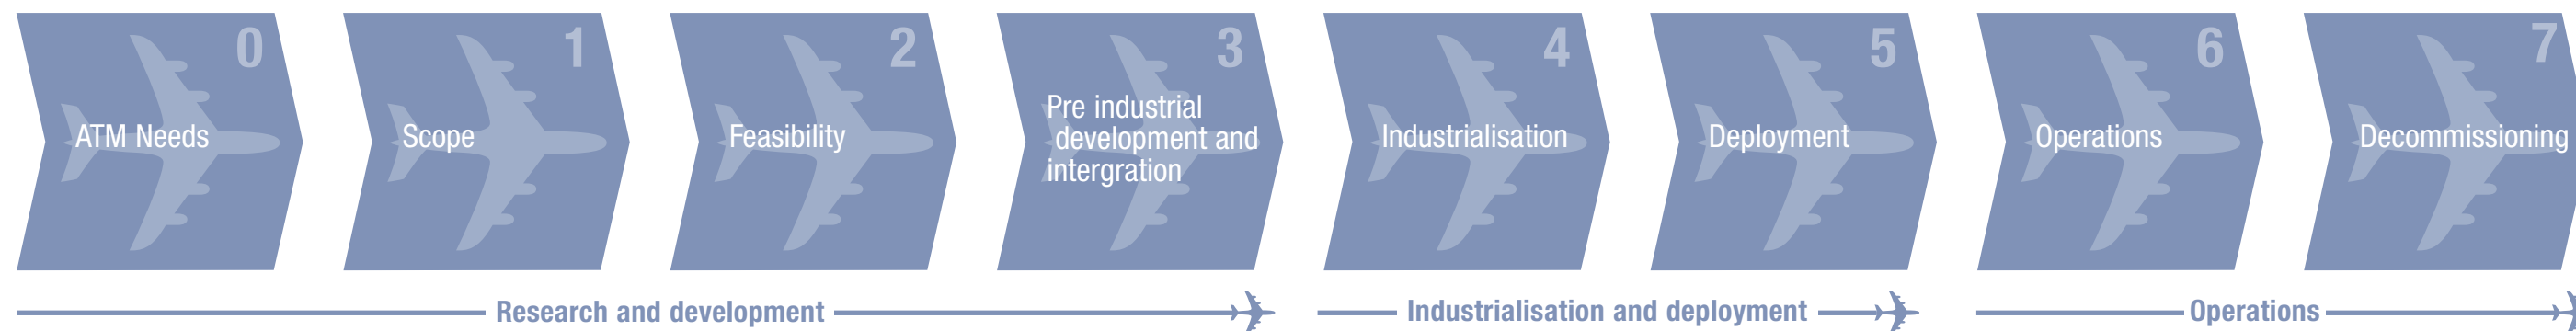 0
ATM Needs
1
Scope
2
Feasibility
3
Pre industrial
development and
intergration
4
Industrialisation
5
Deployment
6
Operations
7
Decommissioning
Research and development
Industrialisation and deployment
Operations